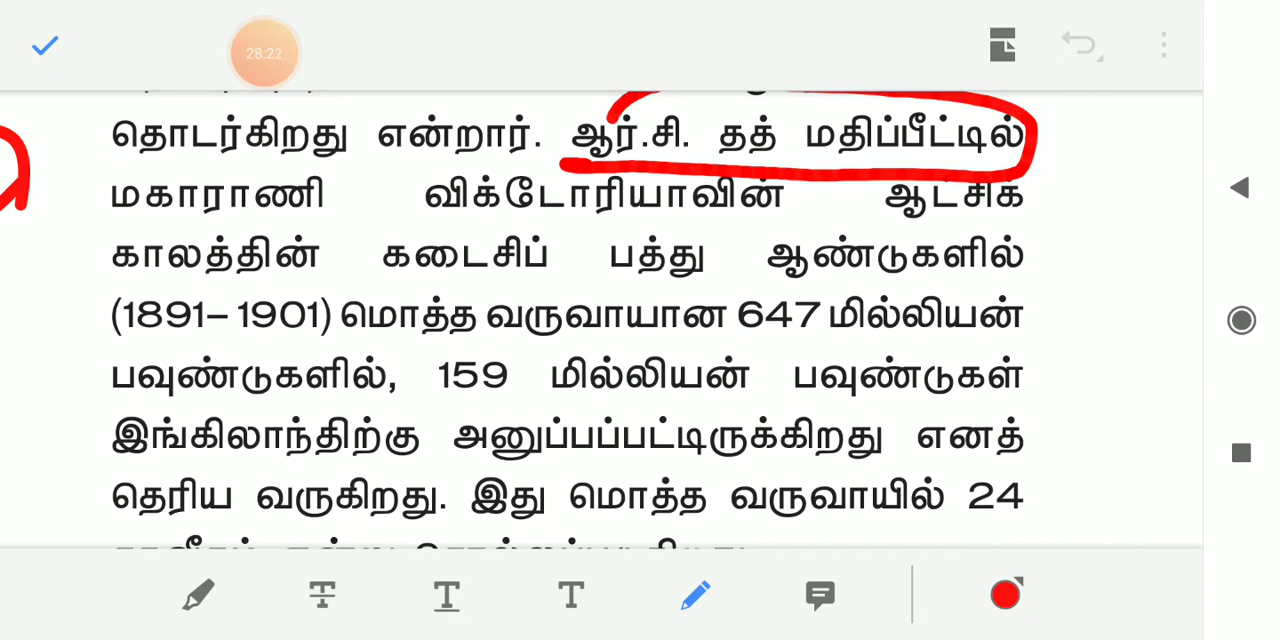 28:22
தொடர்கிறது என்றார். ஆர்.சி. தத் மதிப்பீட்டில்
மகாராணி விக்டோரியாவின் ஆட்சிக்
காலத்தின் கடைசிப் பத்து ஆண்டுகளில்
(1891– 1901) மொத்த வருவாயான 647 மில்லியன்
பவுண்டுகளில், 159 மில்லியன் பவுண்டுகள்
இங்கிலாந்திற்கு அனுப்பப்பட்டிருக்கிறது எனத்
தெரிய வருகிறது. இது மொத்த வருவாயில் 24